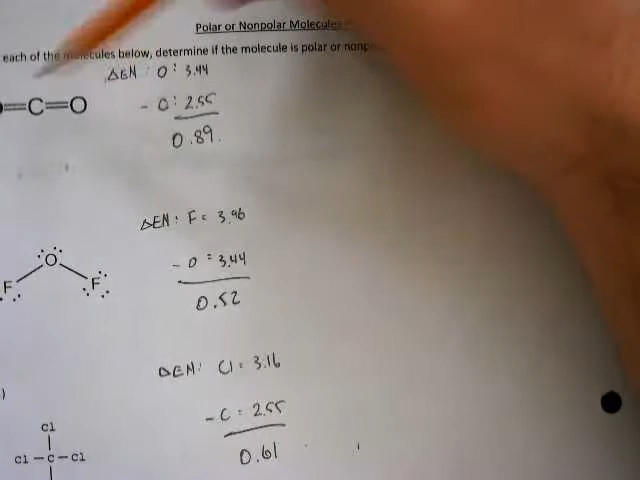 Polar or Nonpolar Molecules
each of the molecules below, determine if the molecule is polar or nonp
ΔEN: O: 3.44
=C=O
- C: 2.55
0.89.
ΔEN: F = 3.96
O
F
F
- O = 3.44
0.52
ΔEN: Cl = 3.16
)
- C = 2.55
Cl
Cl-C-Cl
0.61